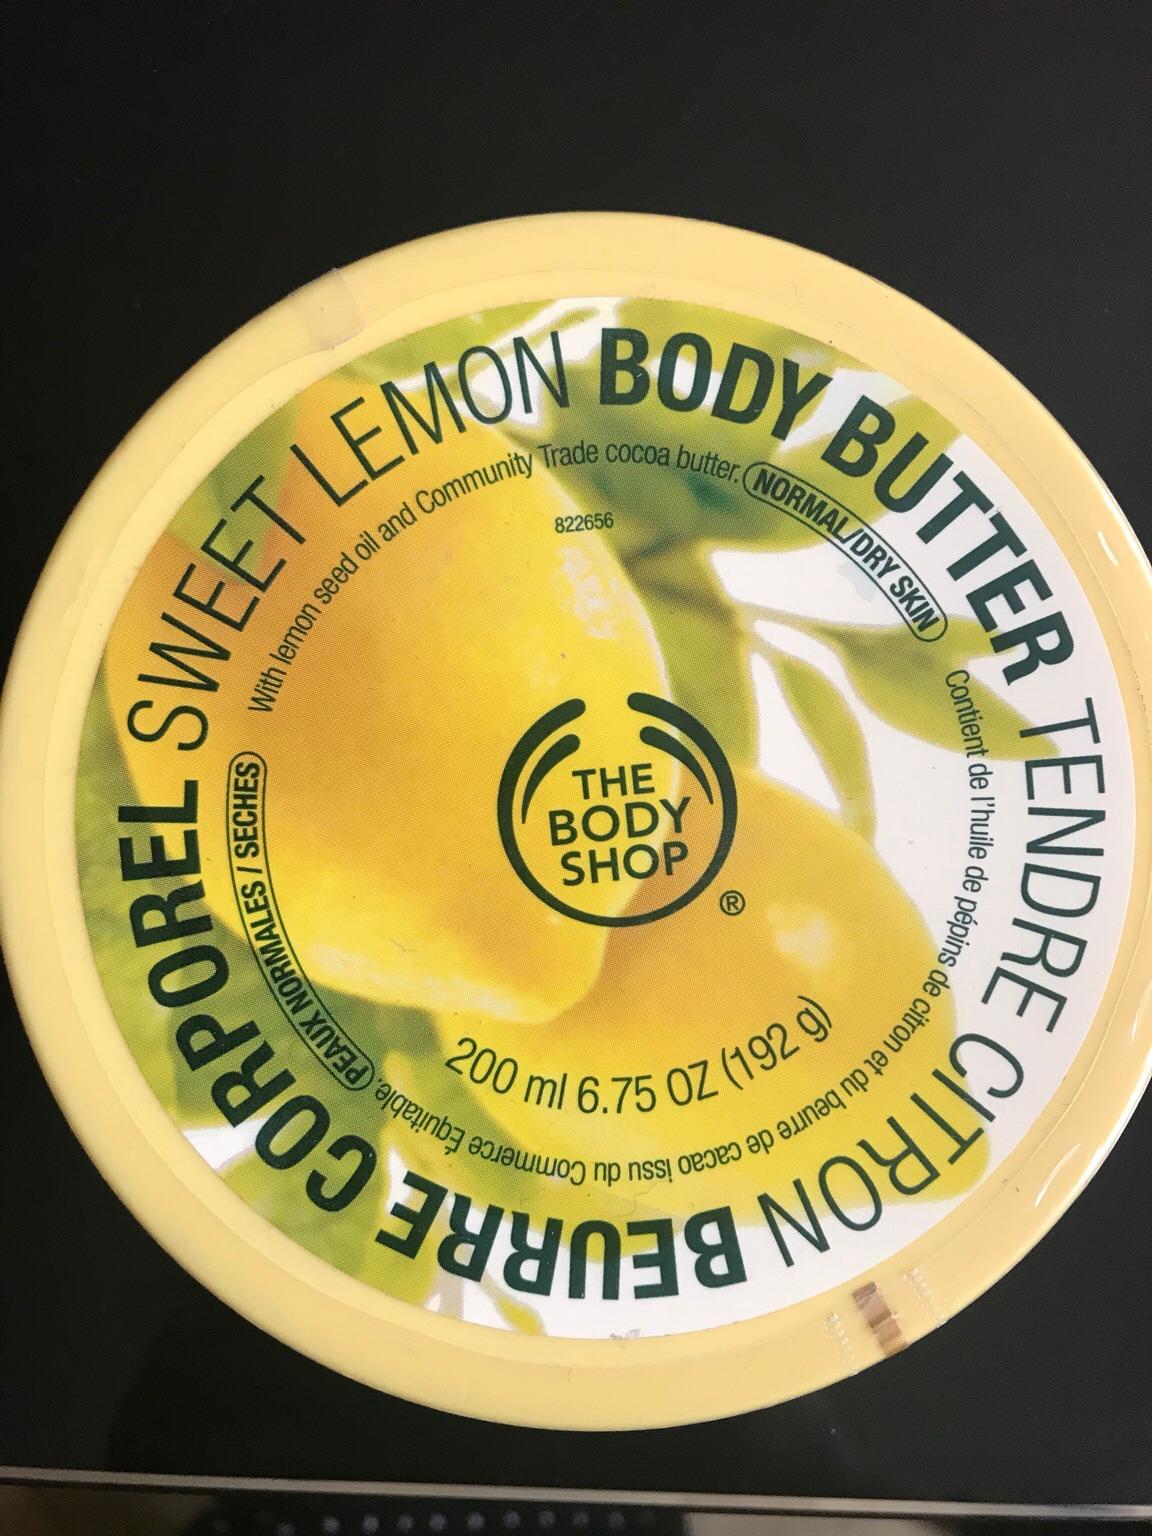 SWEET LEMON BODY BUTTER
With lemon seed oil and Community Trade cocoa butter.
NORMAL/DRY SKIN
822656
THE
BODY
SHOP
®
200 ml 6.75 OZ (192 g)
TENDRE CITRON BEURRE CORPOREL
Contient de l'huile de pépins de citron et du beurre de cacao issu du Commerce Équitable.
PEAUX NORMALES / SECHES